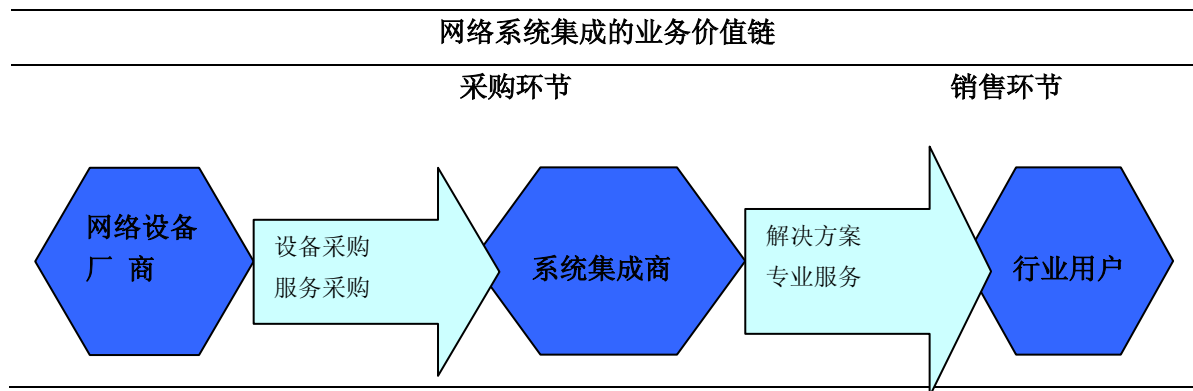 网络系统集成的业务价值链
采购环节
销售环节
网络设备
厂 商
设备采购
服务采购
系统集成商
解决方案
专业服务
行业用户